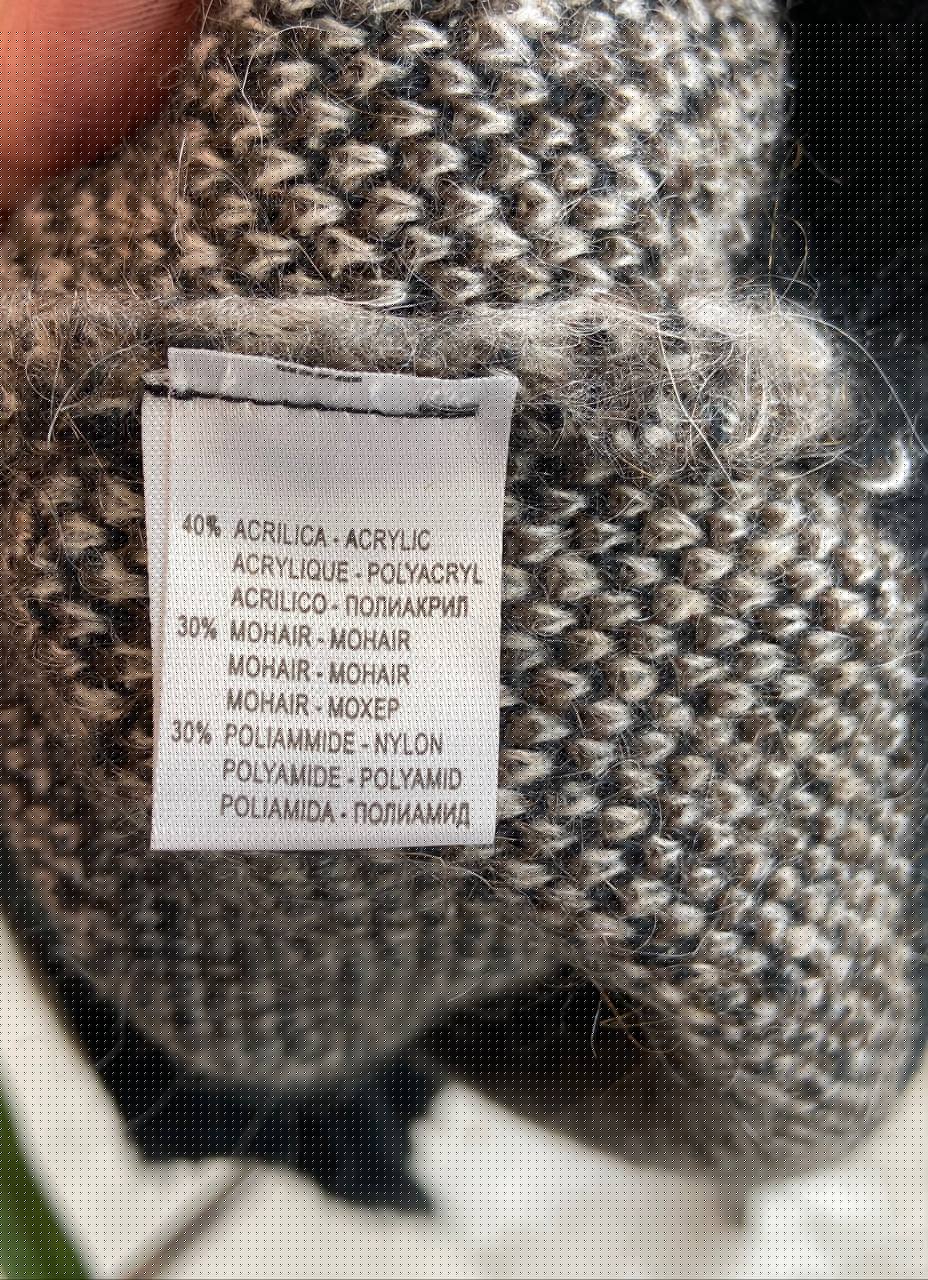 40% ACRILICA - ACRYLIC
ACRYLIQUE - POLYACRYL
ACRILICO - ПОЛИАКРИЛ
30% MOHAIR - MOHAIR
MOHAIR - MOHAIR
MOHAIR - МОХЕР
30% POLIAMMIDE - NYLON
POLYAMIDE - POLYAMID
POLIAMIDA - ПОЛИАМИД